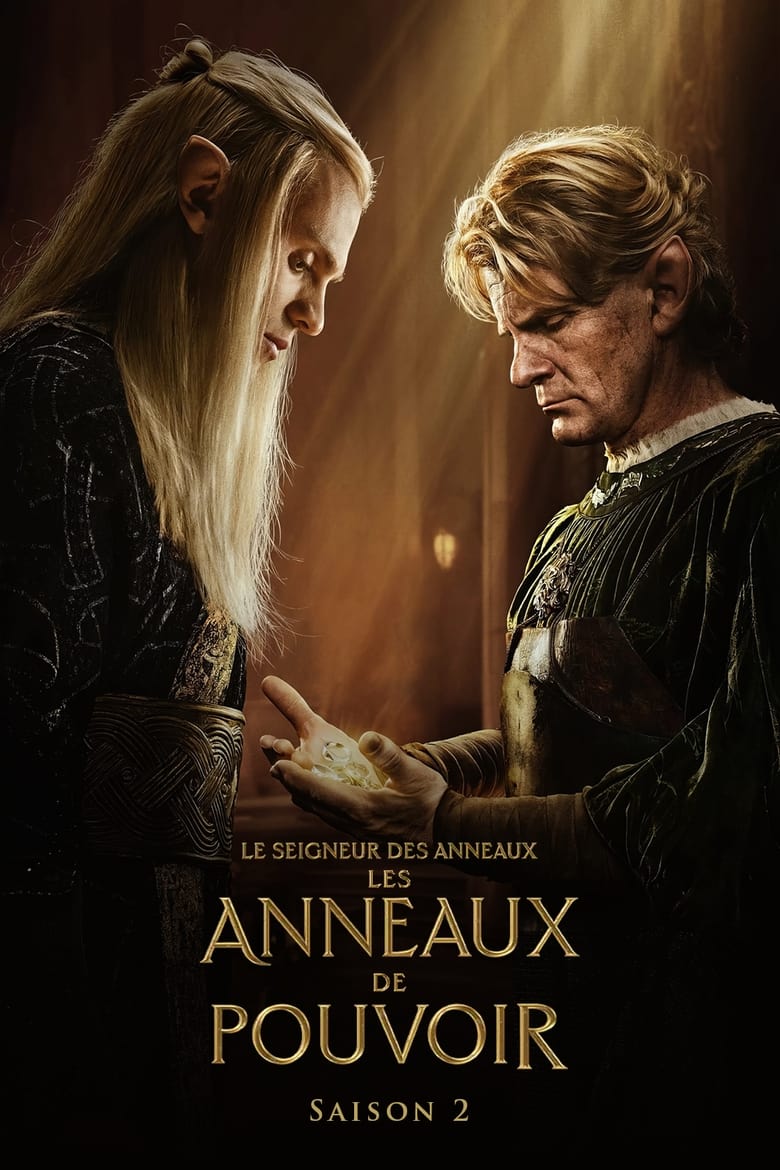 LE SEIGNEUR DES ANNEAUX
LES
ANNEAUX
DE
POUVOIR
SAISON 2